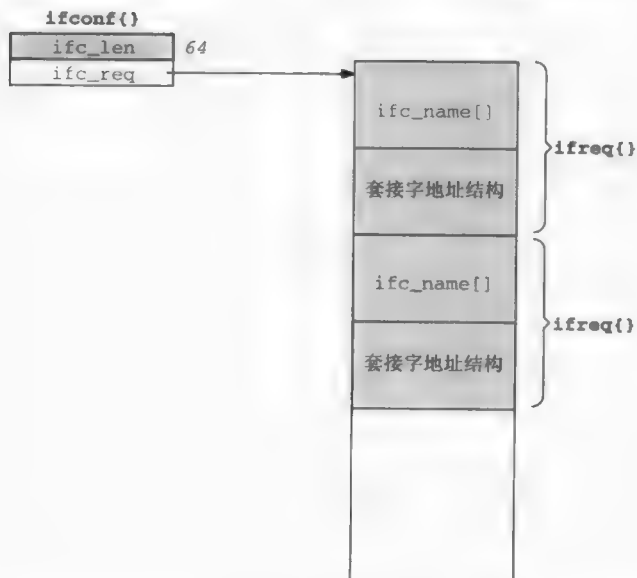 ifconf{}
ifc_len 64
ifc_req
ifc_name[]
ifreq{}
套接字地址结构
ifc_name[]
ifreq{}
套接字地址结构